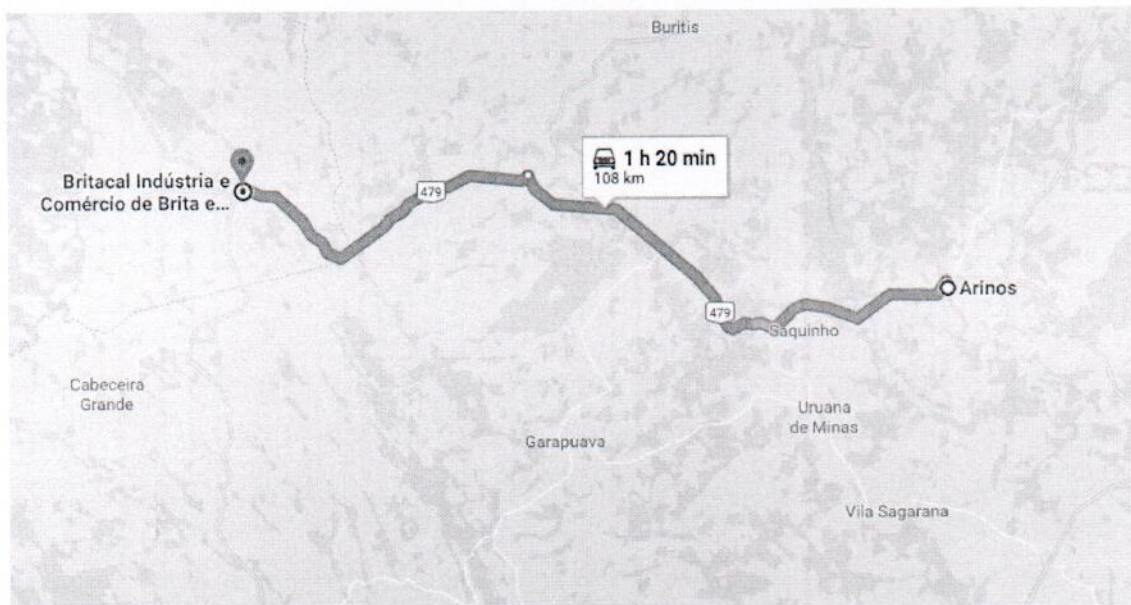 Buritis
1 h 20 min
108 km
Britacal Indústria e
Comércio de Brita e...
479
479
Arinos
Saquinho
Cabeceira
Grande
Uruana
de Minas
Garapuava
Vila Sagarana